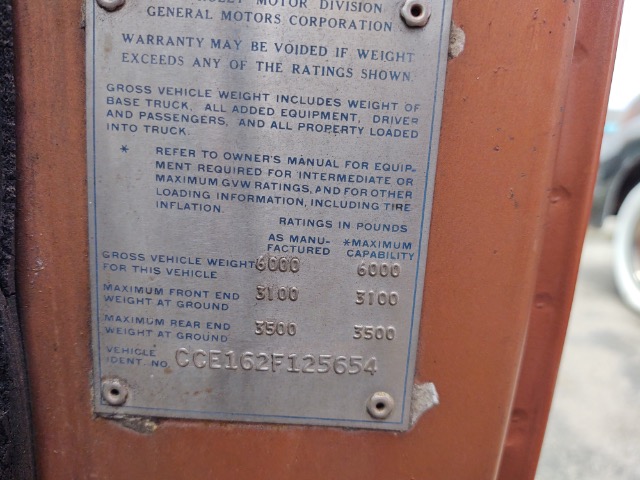 MOTOR DIVISION
GENERAL MOTORS CORPORATION
WARRANTY MAY BE VOIDED IF WEIGHT
EXCEEDS ANY OF THE RATINGS SHOWN.
GROSS VEHICLE WEIGHT INCLUDES WEIGHT OF
BASE TRUCK, ALL ADDED EQUIPMENT, DRIVER
AND PASSENGERS, AND ALL PROPERTY LOADED
INTO TRUCK.
* REFER TO OWNER'S MANUAL FOR EQUIP-
MENT REQUIRED FOR INTERMEDIATE OR
MAXIMUM GVW RATINGS, AND FOR OTHER
LOADING INFORMATION, INCLUDING TIRE
INFLATION.
RATINGS IN POUNDS
AS MANU- *MAXIMUM
FACTURED CAPABILITY
GROSS VEHICLE WEIGHT 6000 6000
FOR THIS VEHICLE
MAXIMUM FRONT END 3100 3100
WEIGHT AT GROUND
MAXIMUM REAR END 3500 3500
WEIGHT AT GROUND
VEHICLE
IDENT. NO. CCE162F125654